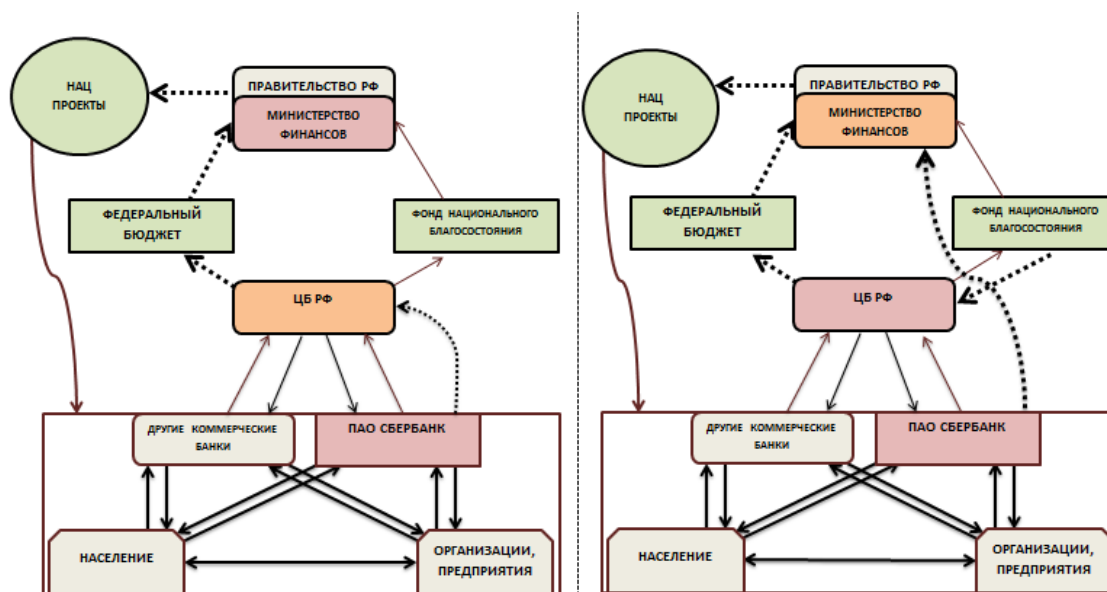 НАЦ
ПРОЕКТЫ
ПРАВИТЕЛЬСТВО РФ
МИНИСТЕРСТВО
ФИНАНСОВ
ФЕДЕРАЛЬНЫЙ
БЮДЖЕТ
ФОНД НАЦИОНАЛЬНОГО
БЛАГОСОСТОЯНИЯ
ЦБ РФ
ДРУГИЕ КОММЕРЧЕСКИЕ
БАНКИ
ПАО СБЕРБАНК
НАСЕЛЕНИЕ
ОРГАНИЗАЦИИ,
ПРЕДПРИЯТИЯ
НАЦ
ПРОЕКТЫ
ПРАВИТЕЛЬСТВО РФ
МИНИСТЕРСТВО
ФИНАНСОВ
ФЕДЕРАЛЬНЫЙ
БЮДЖЕТ
ФОНД НАЦИОНАЛЬНОГО
БЛАГОСОСТОЯНИЯ
ЦБ РФ
ДРУГИЕ КОММЕРЧЕСКИЕ
БАНКИ
ПАО СБЕРБАНК
НАСЕЛЕНИЕ
ОРГАНИЗАЦИИ,
ПРЕДПРИЯТИЯ